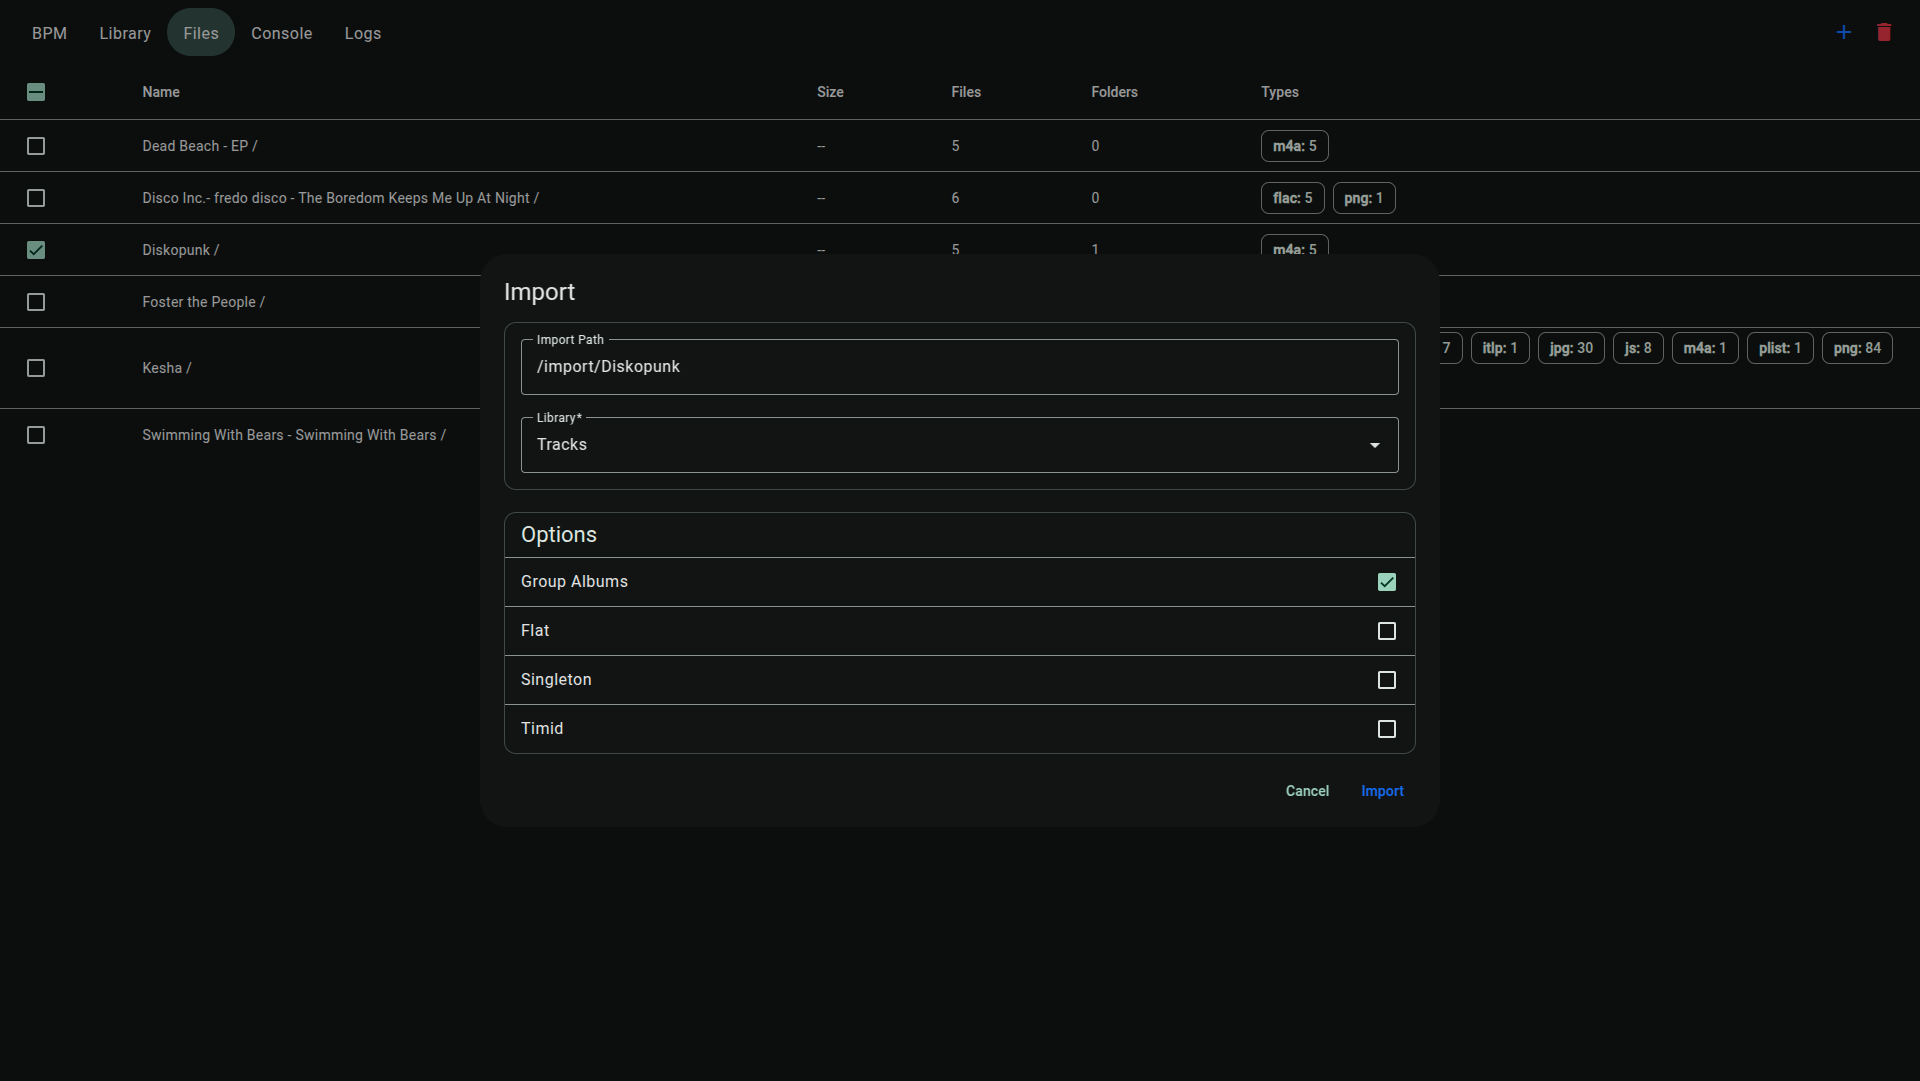 BPM Library Files Console Logs
Name Size Files Folders Types
Dead Beach - EP / -- 5 0 m4a: 5
Disco Inc.- fredo disco - The Boredom Keeps Me Up At Night / -- 6 0 flac: 5 png: 1
Diskopunk / -- 5 1 m4a: 5
Foster the People /
Kesha / 7 itlp: 1 jpg: 30 js: 8 m4a: 1 plist: 1 png: 84
Swimming With Bears - Swimming With Bears /
Import
Import Path
/import/Diskopunk
Library*
Tracks
Options
Group Albums
Flat
Singleton
Timid
Cancel Import